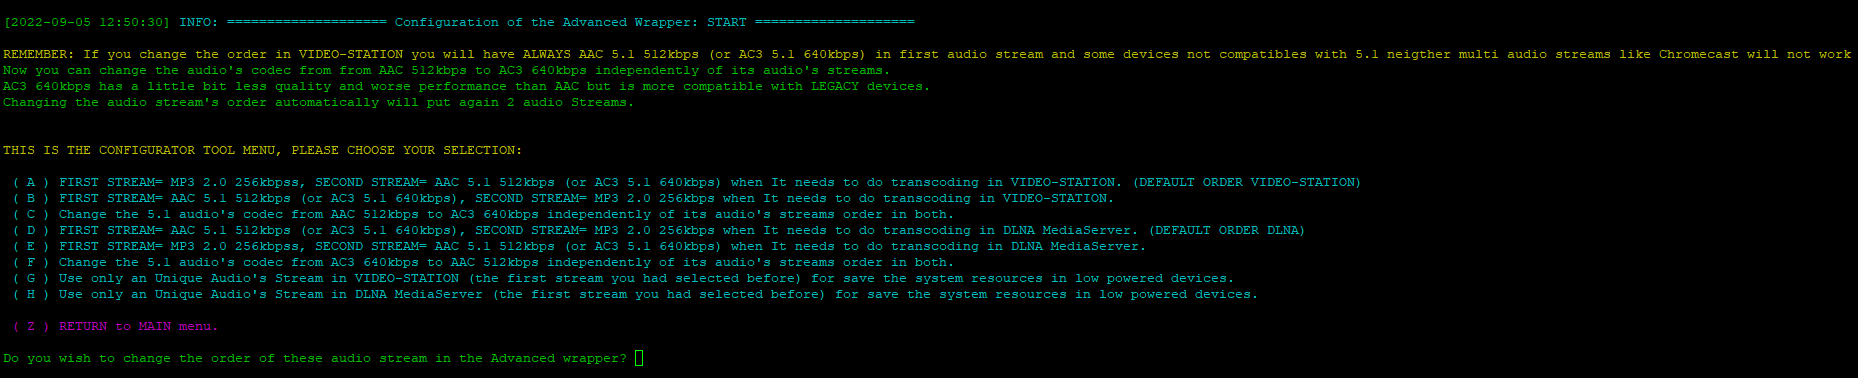 [2022-09-05 12:50:30] INFO: ==================== Configuration of the Advanced Wrapper: START ====================
REMEMBER: If you change the order in VIDEO-STATION you will have ALWAYS AAC 5.1 512kbps (or AC3 5.1 640kbps) in first audio stream and some devices not compatibles with 5.1 neigther multi audio streams like Chromecast will not work
Now you can change the audio's codec from from AAC 512kbps to AC3 640kbps independently of its audio's streams.
AC3 640kbps has a little bit less quality and worse performance than AAC but is more compatible with LEGACY devices.
Changing the audio stream's order automatically will put again 2 audio Streams.
THIS IS THE CONFIGURATOR TOOL MENU, PLEASE CHOOSE YOUR SELECTION:
( A ) FIRST STREAM= MP3 2.0 256kbpss, SECOND STREAM= AAC 5.1 512kbps (or AC3 5.1 640kbps) when It needs to do transcoding in VIDEO-STATION. (DEFAULT ORDER VIDEO-STATION)
( B ) FIRST STREAM= AAC 5.1 512kbps (or AC3 5.1 640kbps), SECOND STREAM= MP3 2.0 256kbps when It needs to do transcoding in VIDEO-STATION.
( C ) Change the 5.1 audio's codec from AAC 512kbps to AC3 640kbps independently of its audio's streams order in both.
( D ) FIRST STREAM= AAC 5.1 512kbps (or AC3 5.1 640kbps), SECOND STREAM= MP3 2.0 256kbps when It needs to do transcoding in DLNA MediaServer. (DEFAULT ORDER DLNA)
( E ) FIRST STREAM= MP3 2.0 256kbpss, SECOND STREAM= AAC 5.1 512kbps (or AC3 5.1 640kbps) when It needs to do transcoding in DLNA MediaServer.
( F ) Change the 5.1 audio's codec from AC3 640kbps to AAC 512kbps independently of its audio's streams order in both.
( G ) Use only an Unique Audio's Stream in VIDEO-STATION (the first stream you had selected before) for save the system resources in low powered devices.
( H ) Use only an Unique Audio's Stream in DLNA MediaServer (the first stream you had selected before) for save the system resources in low powered devices.
( Z ) RETURN to MAIN menu.
Do you wish to change the order of these audio stream in the Advanced wrapper?